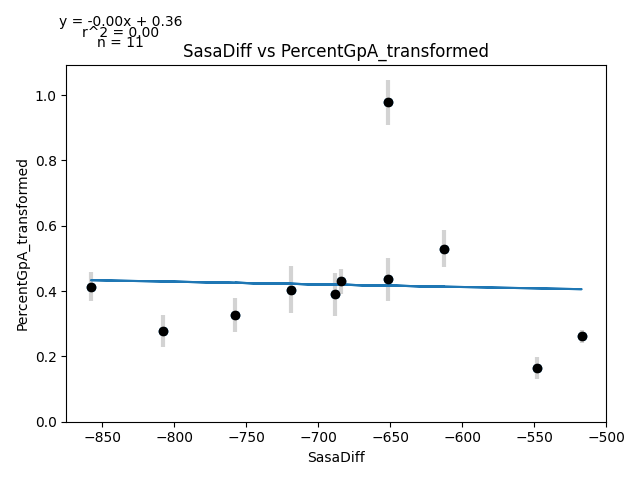 y = -0.00x + 0.36
r^2 = 0.00
n = 11
SasaDiff vs PercentGpA_transformed
PercentGpA_transformed
1.0
0.8
0.6
0.4
0.2
0.0
−850 −800 −750 −700 −650 −600 −550 −500
SasaDiff